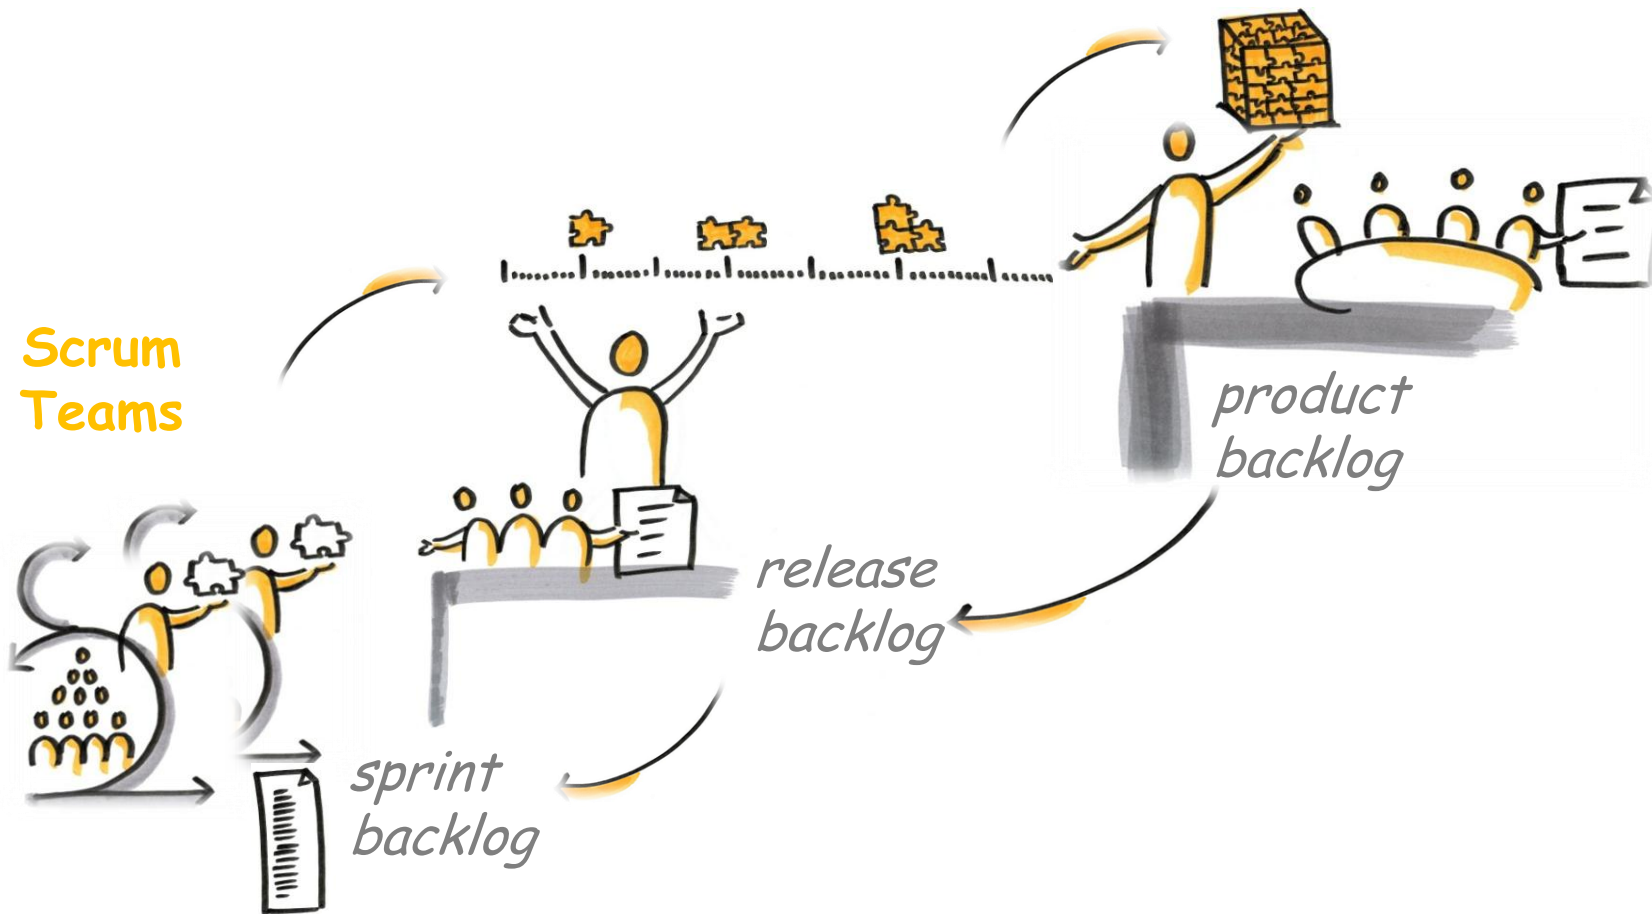 Scrum
Teams
product
backlog
release
backlog
sprint
backlog